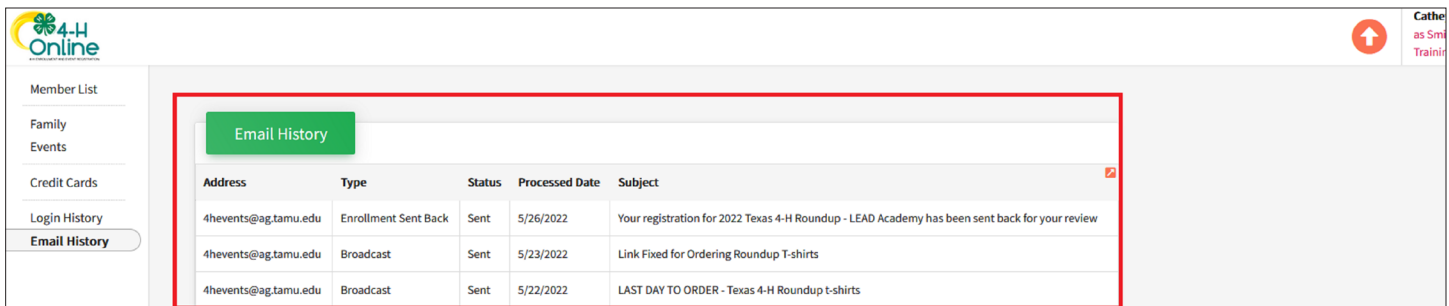 4-H
Online
Cathe
as Smi
Trainin
Member List
Family
Events
Credit Cards
Login History
Email History
Email History
Address Type Status Processed Date Subject
4hevents@ag.tamu.edu Enrollment Sent Back Sent 5/26/2022 Your registration for 2022 Texas 4-H Roundup - LEAD Academy has been sent back for your review
4hevents@ag.tamu.edu Broadcast Sent 5/23/2022 Link Fixed for Ordering Roundup T-shirts
4hevents@ag.tamu.edu Broadcast Sent 5/22/2022 LAST DAY TO ORDER - Texas 4-H Roundup t-shirts